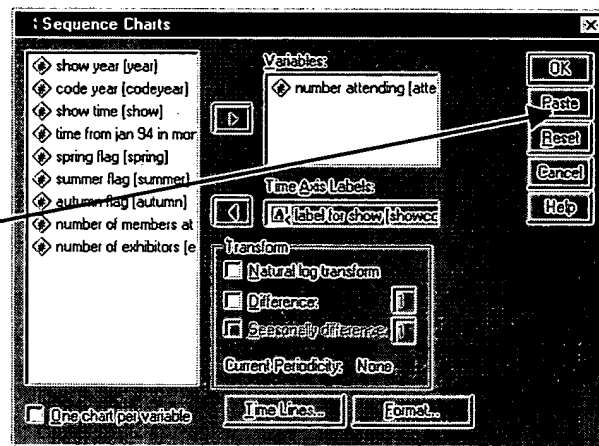 Sequence Charts
show year [year]
code year [codeyear]
show time [show]
time from jan 94 in mor
spring flag [spring]
summer flag [summer]
autumn flag [autumn]
number of members at
number of exhibitors [e
One chart per variable
Variables:
number attending [atte
Time Axis Labels:
label for show [showco
Transform
Natural log transform
Difference:
1
Seasonally difference:
1
Current Periodicity: None
Time Lines...
Format...
OK
Paste
Reset
Cancel
Help